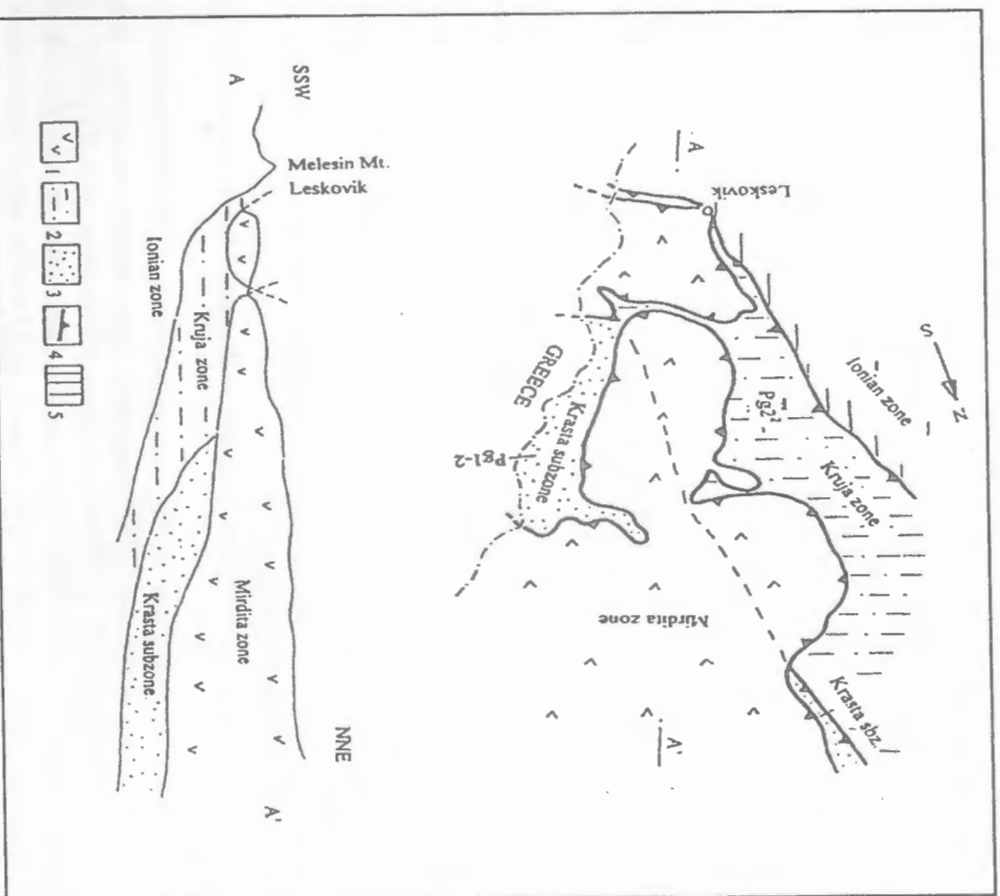 SSW
A
Melesin Mt.
Leskovik
Ionian zone
Kruja zone
Krasta subzone
Mirdita zone
NNE
A'
1
2
3
4
5
A
Leskovik
S
N
Ionian zone
GREECE
Krasta subzone
Pg1-2
Pg2²
Kruja zone
Mirdita zone
Krasta sbz.
A'